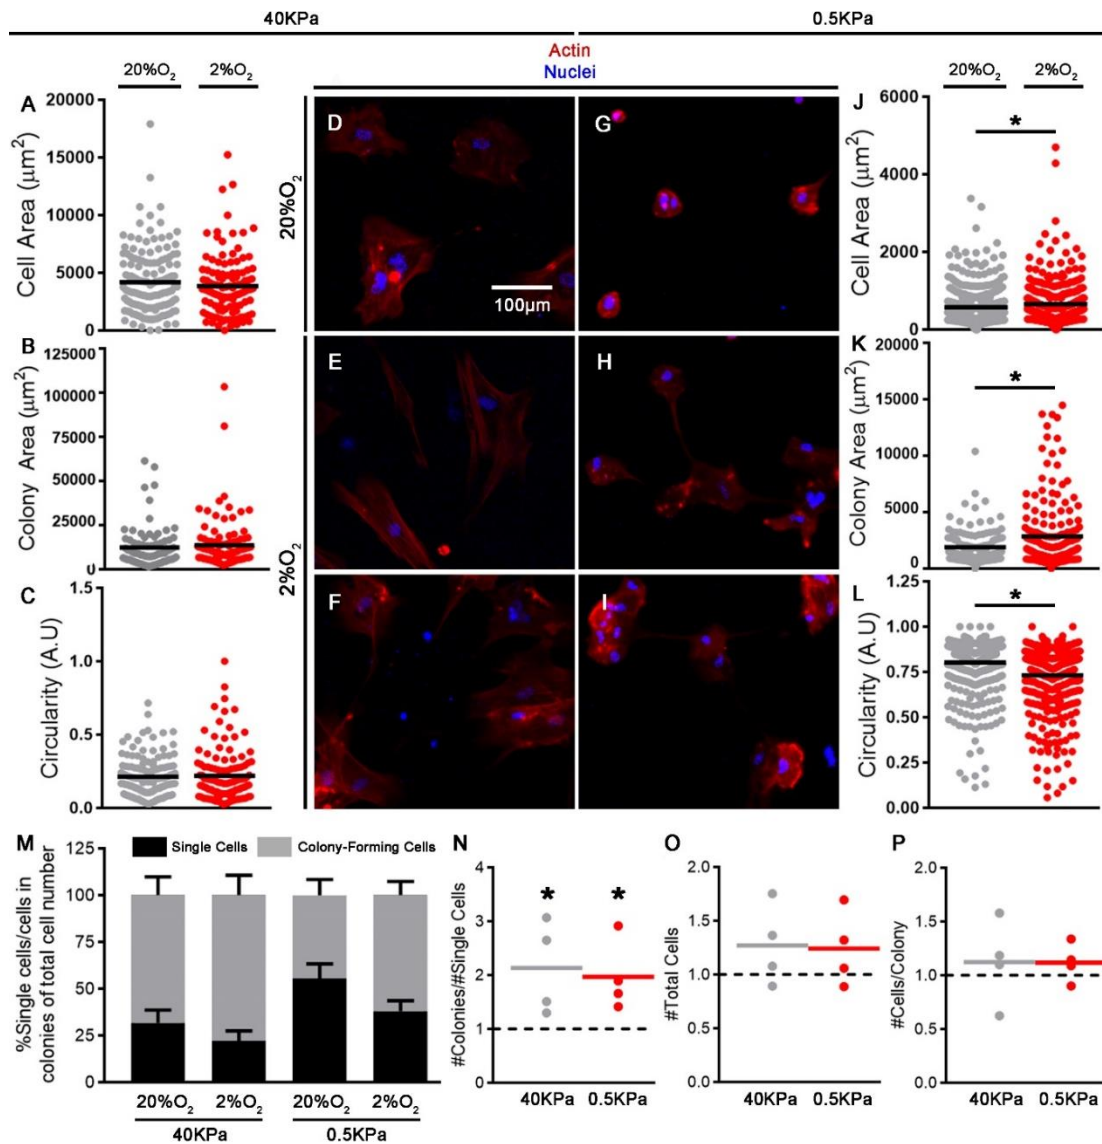 40KPa 0.5KPa
Actin
Nuclei
20%O2 2%O2
20%O2 2%O2
A
20000
15000
10000
5000
0
Cell Area (μm²)
D
G
20%O2
100μm
J
6000
4000
2000
0
Cell Area (μm²)
*
B
125000
100000
75000
50000
25000
0
Colony Area (μm²)
E
H
2%O2
K
20000
15000
10000
5000
0
Colony Area (μm²)
*
C
1.5
1.0
0.5
0.0
Circularity (A.U)
F
I
L
1.25
1.00
0.75
0.50
0.25
0.00
Circularity (A.U)
*
M
Single Cells Colony-Forming Cells
125
100
75
50
25
0
%Single cells/cells in
colonies of total cell number
20%O2 2%O2 20%O2 2%O2
40KPa 0.5KPa
N
4
3
2
1
0
#Colonies/#Single Cells
* *
40KPa 0.5KPa
O
2.0
1.5
1.0
0.5
0.0
#Total Cells
40KPa 0.5KPa
P
2.0
1.5
1.0
0.5
0.0
#Cells/Colony
40KPa 0.5KPa